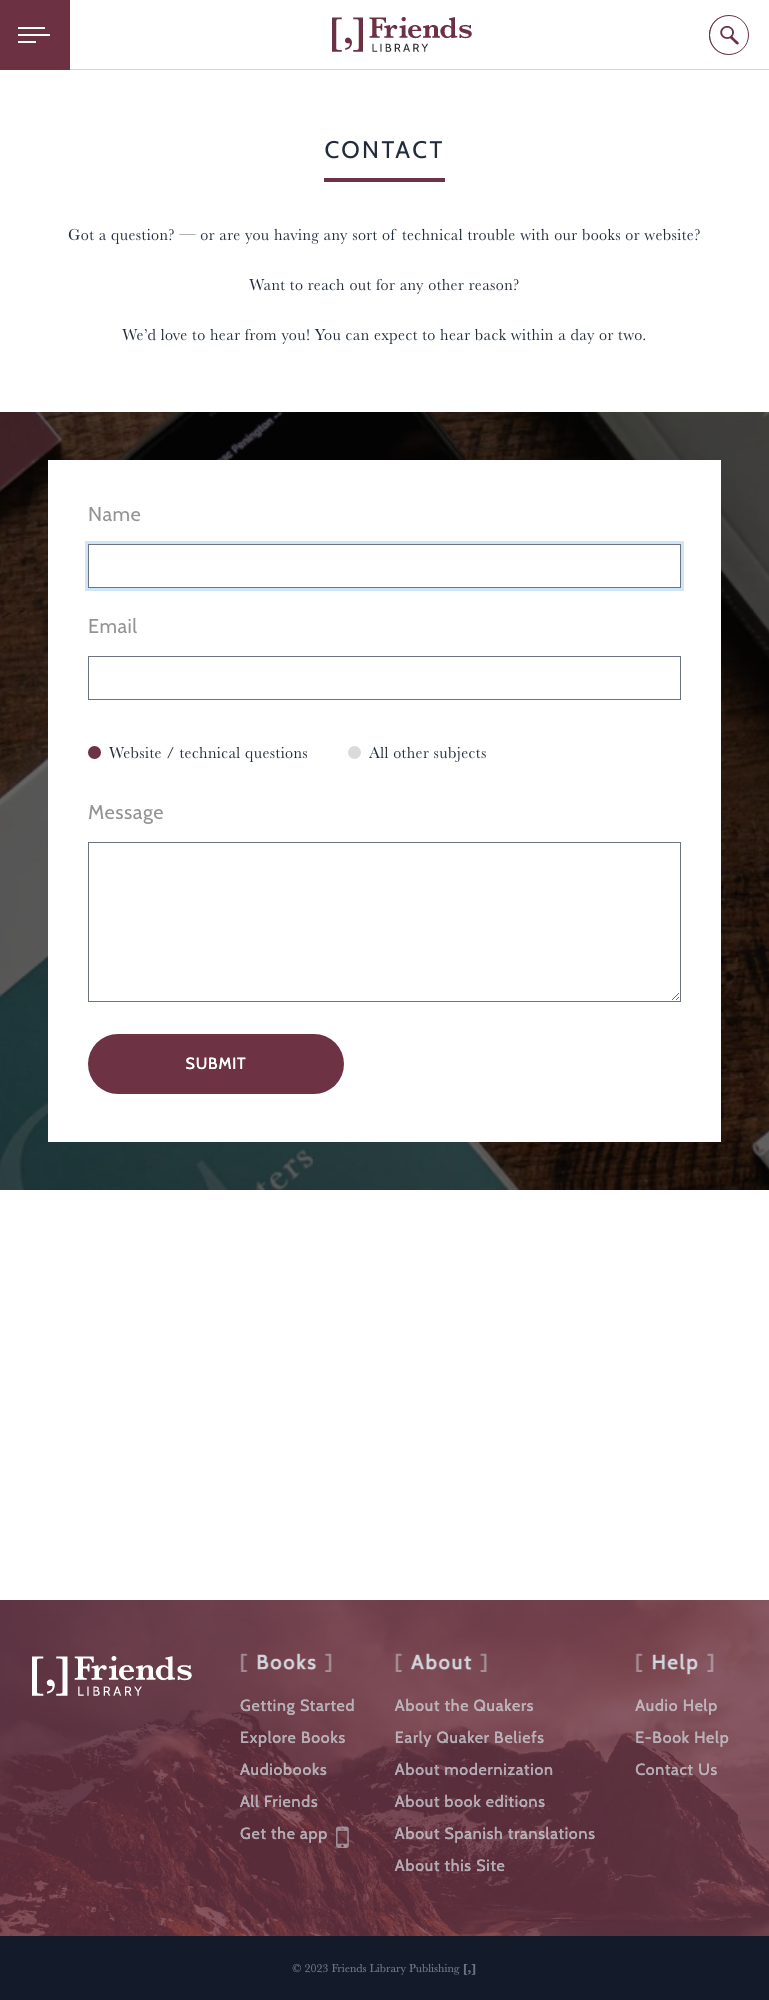 [,] Friends
LIBRARY
CONTACT
Got a question? — or are you having any sort of technical trouble with our books or website?
Want to reach out for any other reason?
We’d love to hear from you! You can expect to hear back within a day or two.
Penington
Name
Email
Website / technical questions
All other subjects
Message
SUBMIT
[,] Friends
LIBRARY
[ Books ]
Getting Started
Explore Books
Audiobooks
All Friends
Get the app
[ About ]
About the Quakers
Early Quaker Beliefs
About modernization
About book editions
About Spanish translations
About this Site
[ Help ]
Audio Help
E-Book Help
Contact Us
© 2023 Friends Library Publishing [,]